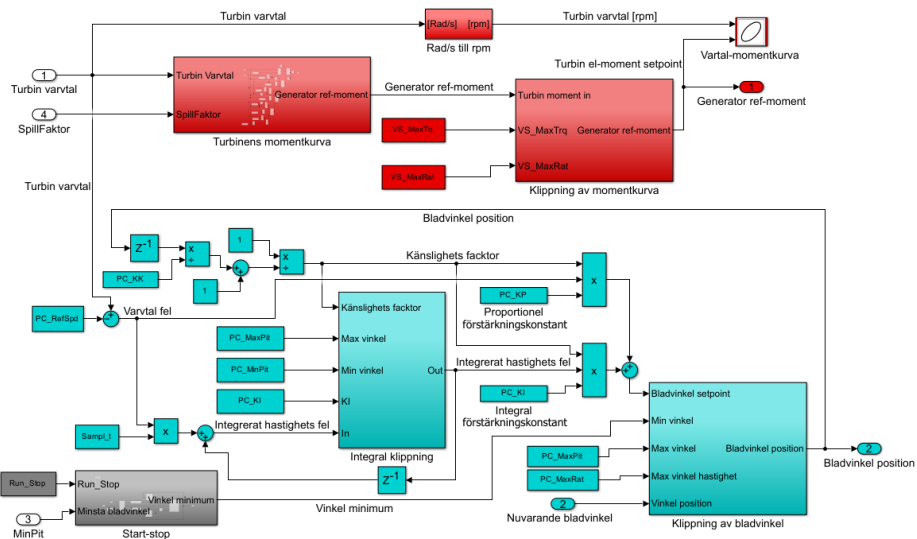 Turbin varvtal
[Rad/s] [rpm]
Rad/s till rpm
Turbin varvtal [rpm]
Vartal-momentkurva
1
Turbin varvtal
4
SpillFaktor
Turbin Varvtal
SpillFaktor
Generator ref-moment
Turbinens momentkurva
Generator ref-moment
VS_MaxTq
VS_MaxRat
Turbin moment in
VS_MaxTrq
VS_MaxRat
Generator ref-moment
Klippning av momentkurva
Turbin el-moment setpoint
1
Generator ref-moment
Turbin varvtal
Bladvinkel position
z-1
PC_KK
x
÷
1
1
x
÷
Känslighets facktor
PC_RefSpd
Varvtal fel
PC_MaxPit
PC_MinPit
PC_KI
Känslighets facktor
Max vinkel
Min vinkel
KI
In
Out
Integral klippning
PC_KP
Proportionel
förstärkningskonstant
x
Integrerat hastighets fel
PC_KI
Integral
förstärkningskonstant
x
Sampl_t
x
Integrerat hastighets fel
z-1
Run_Stop
3
MinPit
Run_Stop
Minsta bladvinkel
Vinkel minimum
Start-stop
Vinkel minimum
PC_MaxPit
PC_MaxRat
2
Nuvarande bladvinkel
Bladvinkel setpoint
Min vinkel
Max vinkel
Max vinkel hastighet
Vinkel position
Bladvinkel position
Klippning av bladvinkel
2
Bladvinkel position